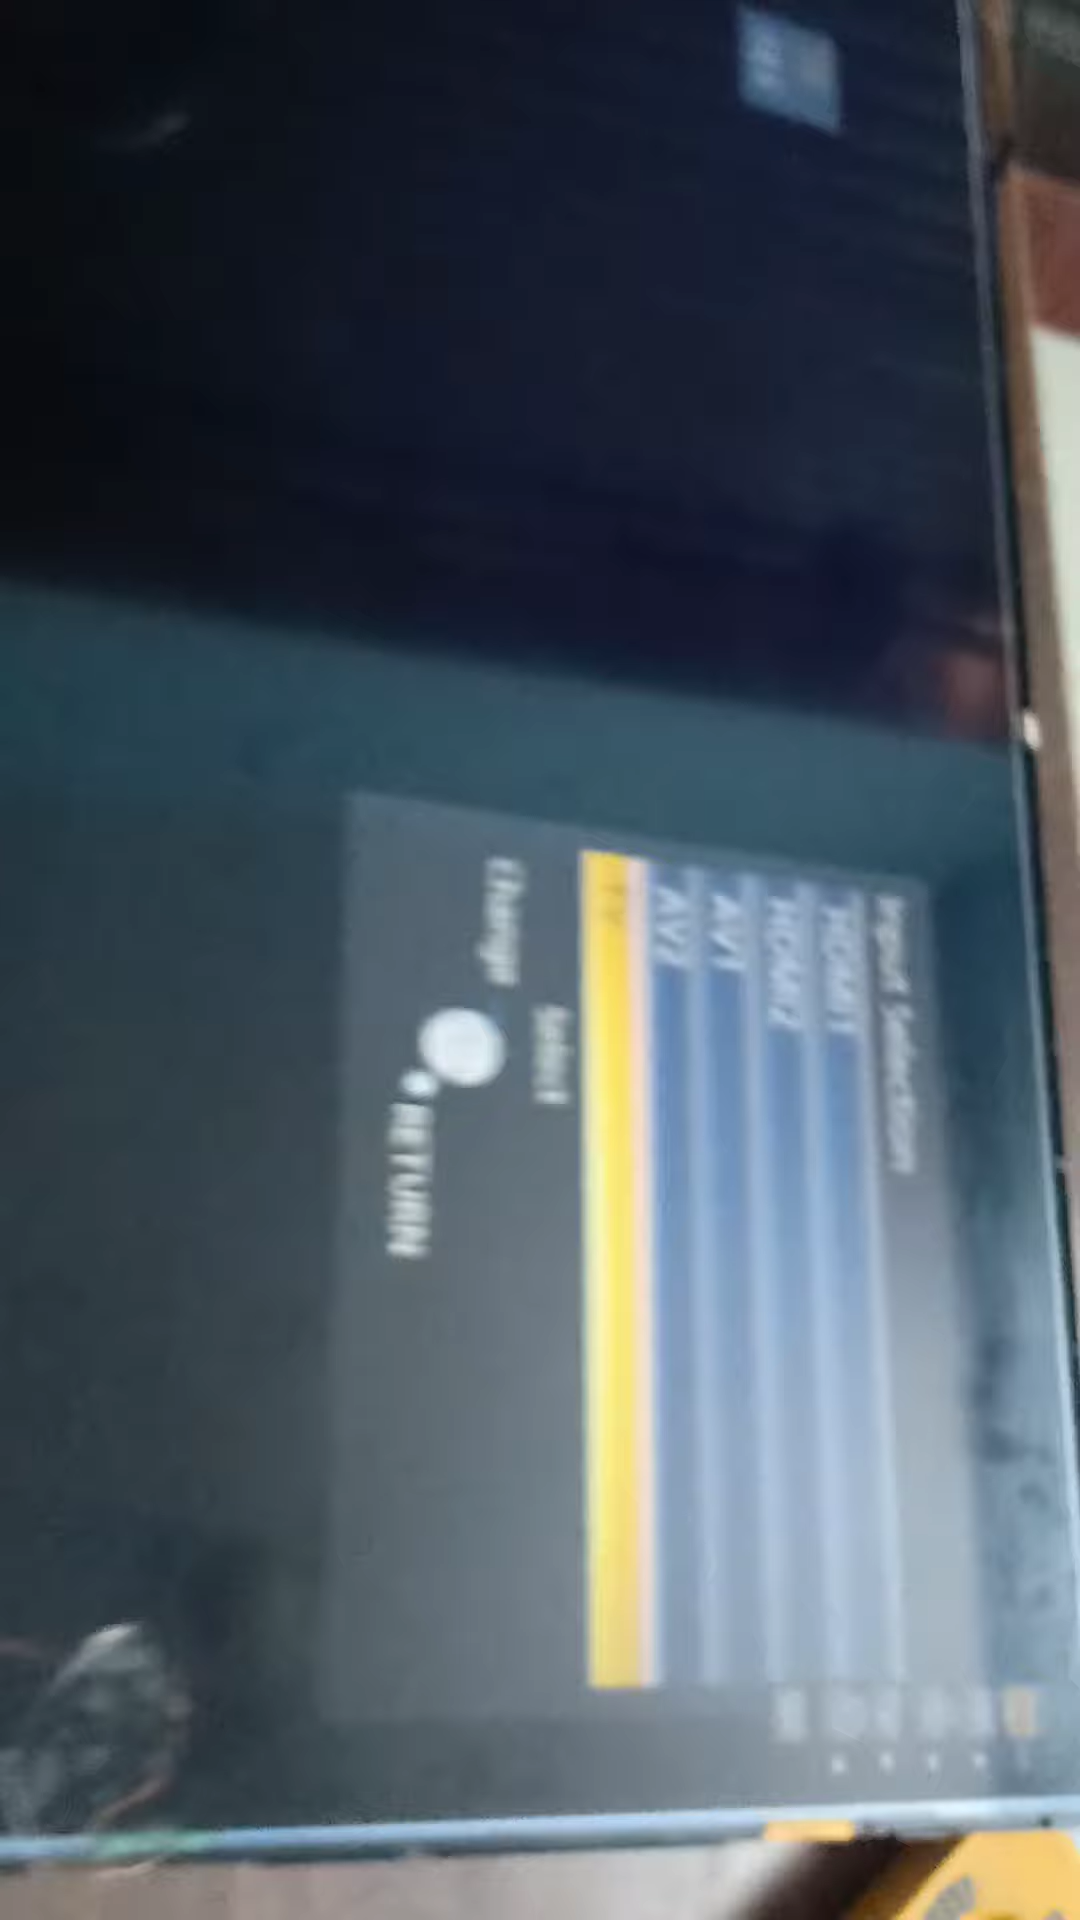 Input Selection
HDMI1
HDMI2
AV1
AV2
TV
Select
Change
RETURN